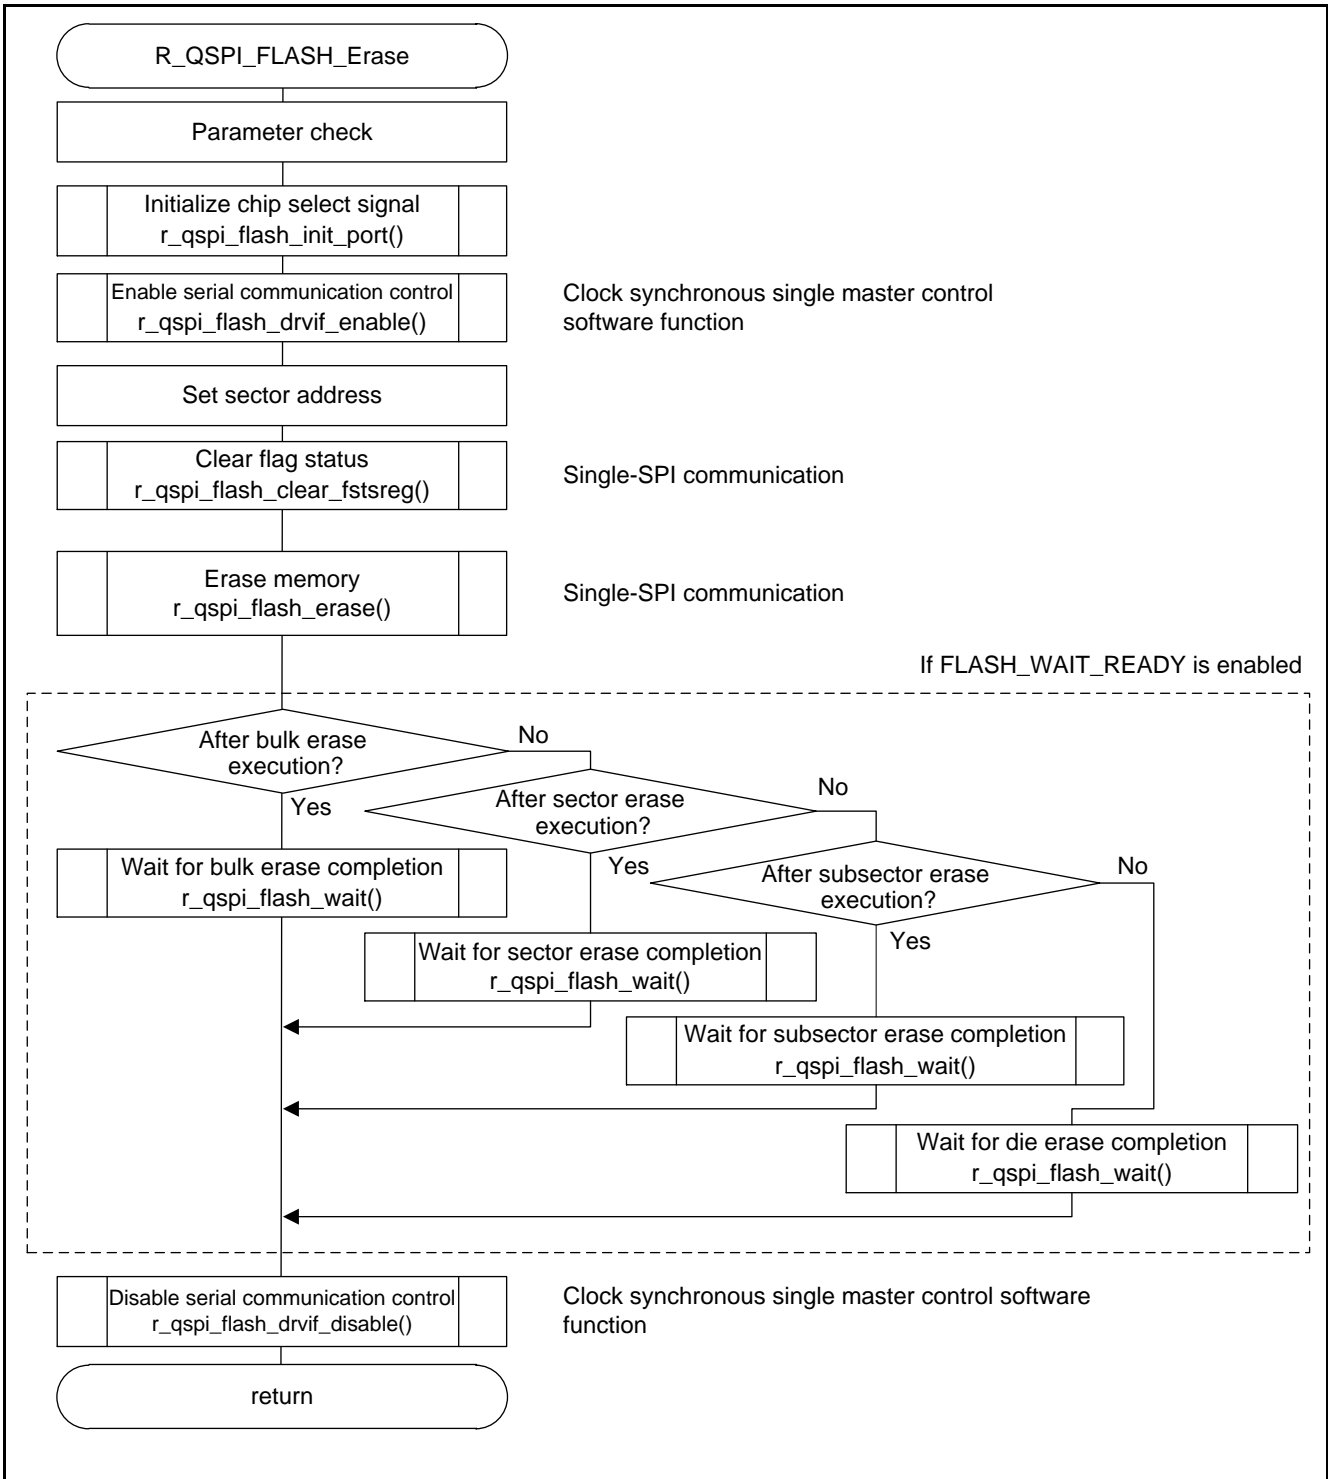 R_QSPI_FLASH_Erase
Parameter check
Initialize chip select signal
r_qspi_flash_init_port()
Enable serial communication control
r_qspi_flash_drvif_enable()
Clock synchronous single master control
software function
Set sector address
Clear flag status
r_qspi_flash_clear_fstsreg()
Single-SPI communication
Erase memory
r_qspi_flash_erase()
Single-SPI communication
If FLASH_WAIT_READY is enabled
After bulk erase
execution?
No
Yes
After sector erase
execution?
No
Yes
Wait for bulk erase completion
r_qspi_flash_wait()
After subsector erase
execution?
No
Yes
Wait for sector erase completion
r_qspi_flash_wait()
Wait for subsector erase completion
r_qspi_flash_wait()
Wait for die erase completion
r_qspi_flash_wait()
Disable serial communication control
r_qspi_flash_drvif_disable()
Clock synchronous single master control software
function
return